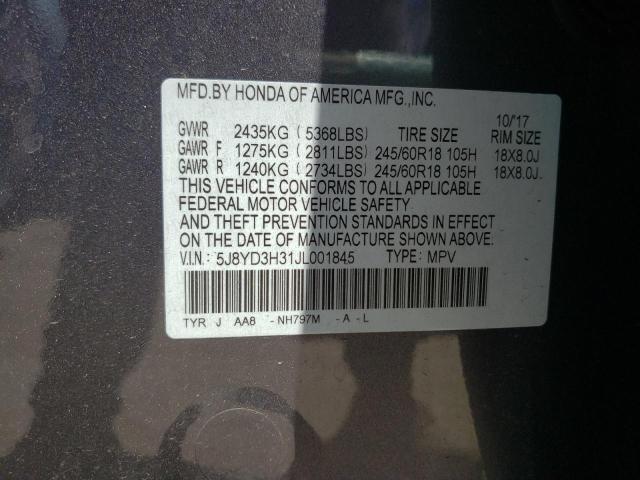 MFD.BY HONDA OF AMERICA MFG.,INC.
10/'17
GVWR 2435KG (5368LBS) TIRE SIZE RIM SIZE
GAWR F 1275KG (2811LBS) 245/60R18 105H 18X8.0J
GAWR R 1240KG (2734LBS) 245/60R18 105H 18X8.0J
THIS VEHICLE CONFORMS TO ALL APPLICABLE
FEDERAL MOTOR VEHICLE SAFETY
AND THEFT PREVENTION STANDARDS IN EFFECT
ON THE DATE OF MANUFACTURE SHOWN ABOVE.
V.I.N.: 5J8YD3H31JL001845 TYPE: MPV
TYR J AA8 -NH797M -A-L